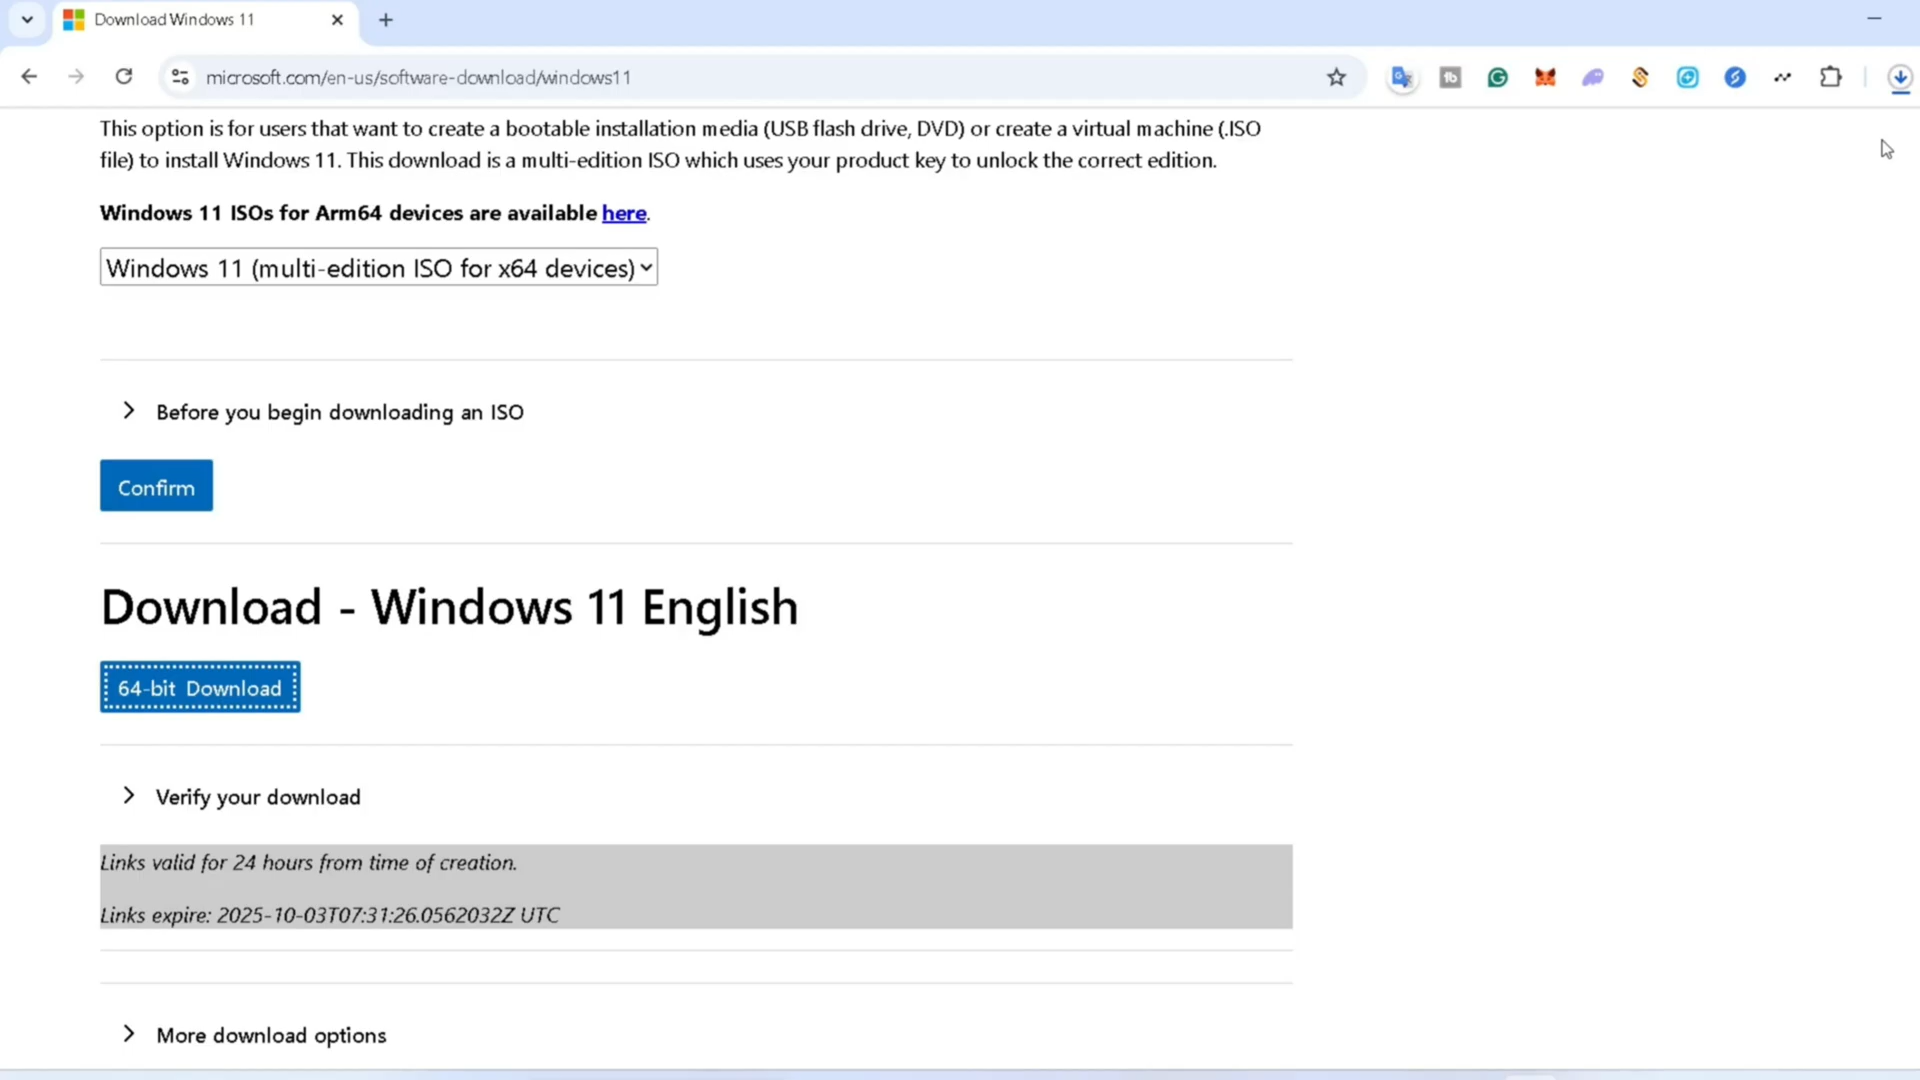 Download Windows 11
microsoft.com/en-us/software-download/windows11
This option is for users that want to create a bootable installation media (USB flash drive, DVD) or create a virtual machine (.ISO
file) to install Windows 11. This download is a multi-edition ISO which uses your product key to unlock the correct edition.
Windows 11 ISOs for Arm64 devices are available here.
Windows 11 (multi-edition ISO for x64 devices)
Before you begin downloading an ISO
Confirm
Download - Windows 11 English
64-bit Download
Verify your download
Links valid for 24 hours from time of creation.
Links expire: 2025-10-03T07:31:26.0562032Z UTC
More download options